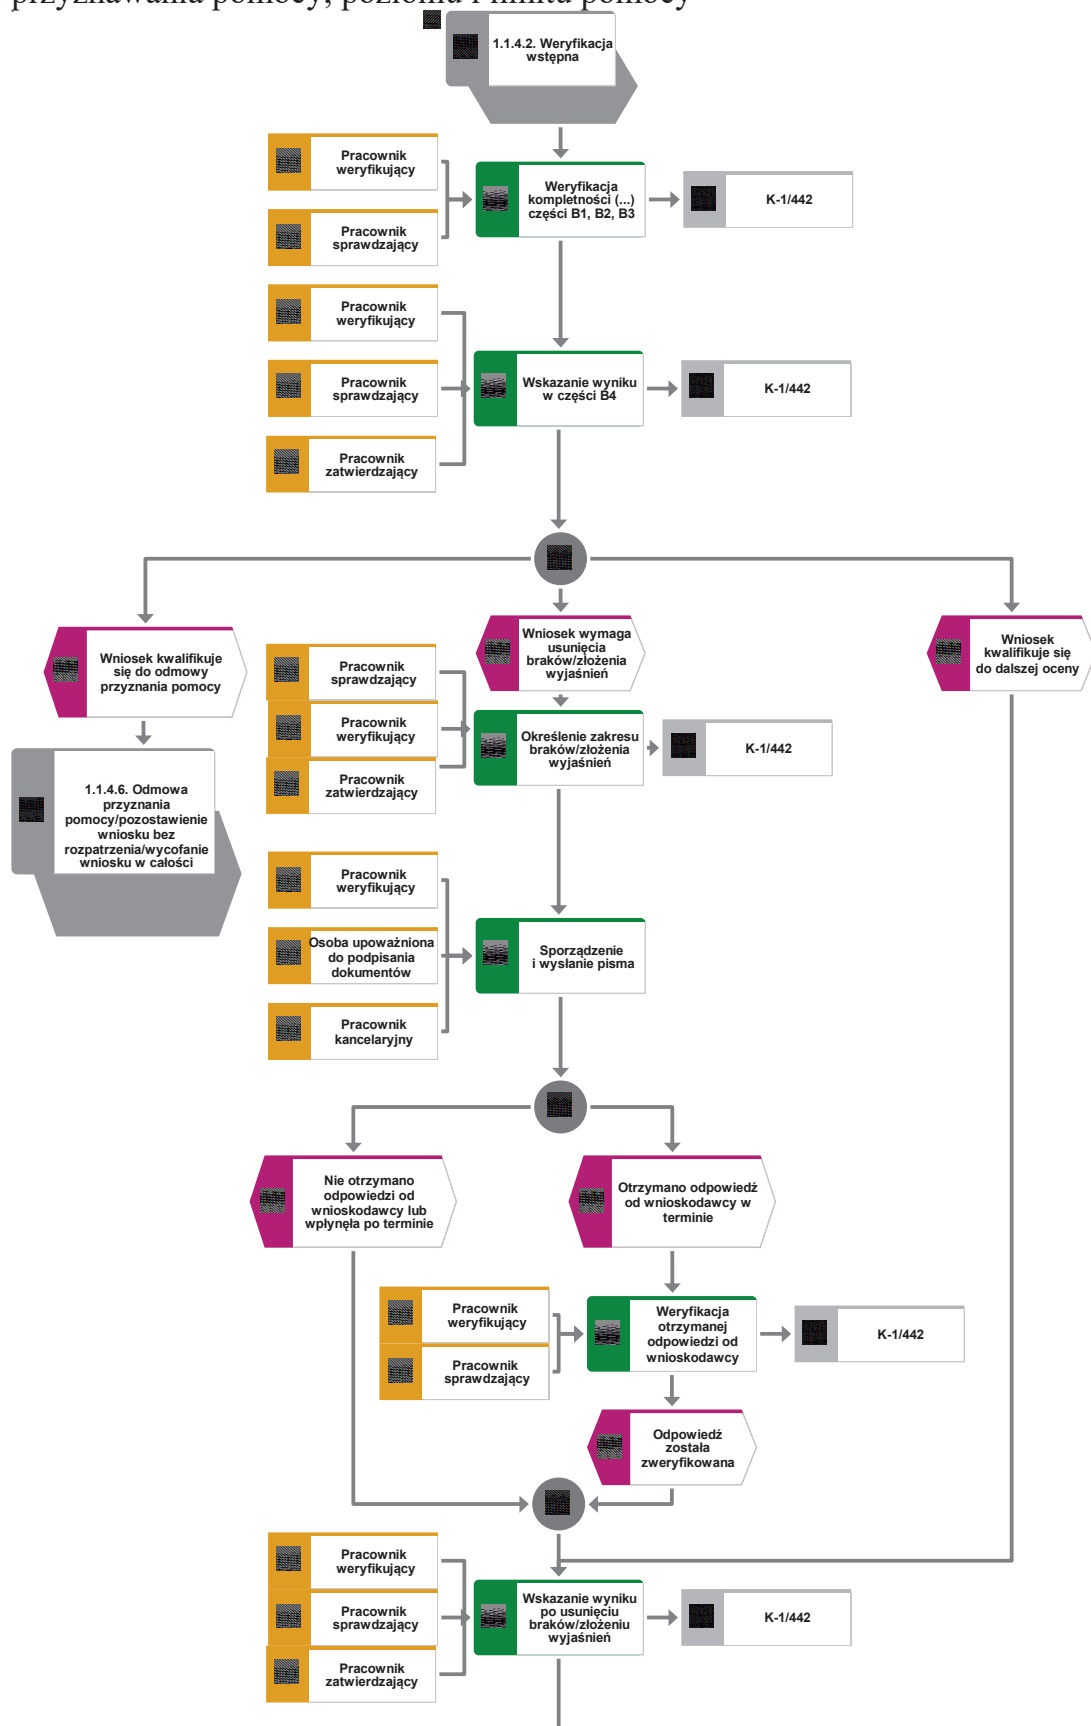 przyznawania pomocy, poziomu i limitu pomocy
1.1.4.2. Weryfikacja
wstępna
Pracownik
weryfikujący
Pracownik
sprawdzający
Weryfikacja
kompletności (...)
części B1, B2, B3
K-1/442
Pracownik
weryfikujący
Pracownik
sprawdzający
Pracownik
zatwierdzający
Wskazanie wyniku
w części B4
K-1/442
Wniosek kwalifikuje
się do odmowy
przyznania pomocy
Wniosek wymaga
usunięcia
braków/złożenia
wyjaśnień
Wniosek
kwalifikuje się
do dalszej oceny
1.1.4.6. Odmowa
przyznania
pomocy/pozostawienie
wniosku bez
rozpatrzenia/wycofanie
wniosku w całości
Pracownik
sprawdzający
Pracownik
weryfikujący
Pracownik
zatwierdzający
Określenie zakresu
braków/złożenia
wyjaśnień
K-1/442
Pracownik
weryfikujący
Osoba upoważniona
do podpisania
dokumentów
Pracownik
kancelaryjny
Sporządzenie
i wysłanie pisma
Nie otrzymano
odpowiedzi od
wnioskodawcy lub
wpłynęła po terminie
Otrzymano odpowiedź
od wnioskodawcy w
terminie
Pracownik
weryfikujący
Pracownik
sprawdzający
Weryfikacja
otrzymanej
odpowiedzi od
wnioskodawcy
K-1/442
Odpowiedź
została
zweryfikowana
Pracownik
weryfikujący
Pracownik
sprawdzający
Pracownik
zatwierdzający
Wskazanie wyniku
po usunięciu
braków/złożeniu
wyjaśnień
K-1/442